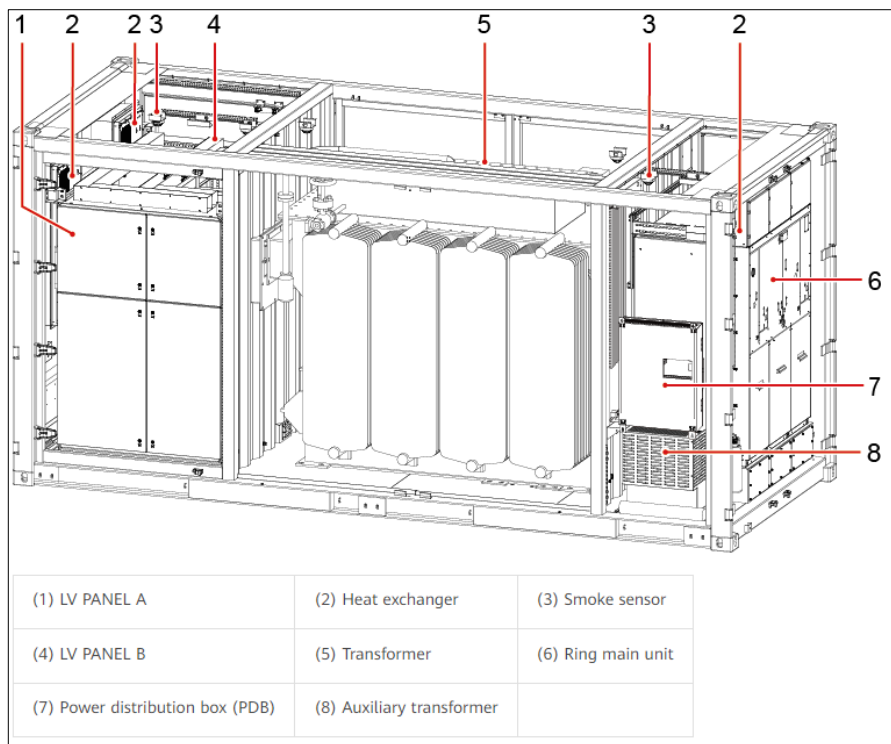 1 2 2 3 4 5 3 2
6
7
8
1
(1) LV PANEL A (2) Heat exchanger (3) Smoke sensor
(4) LV PANEL B (5) Transformer (6) Ring main unit
(7) Power distribution box (PDB) (8) Auxiliary transformer